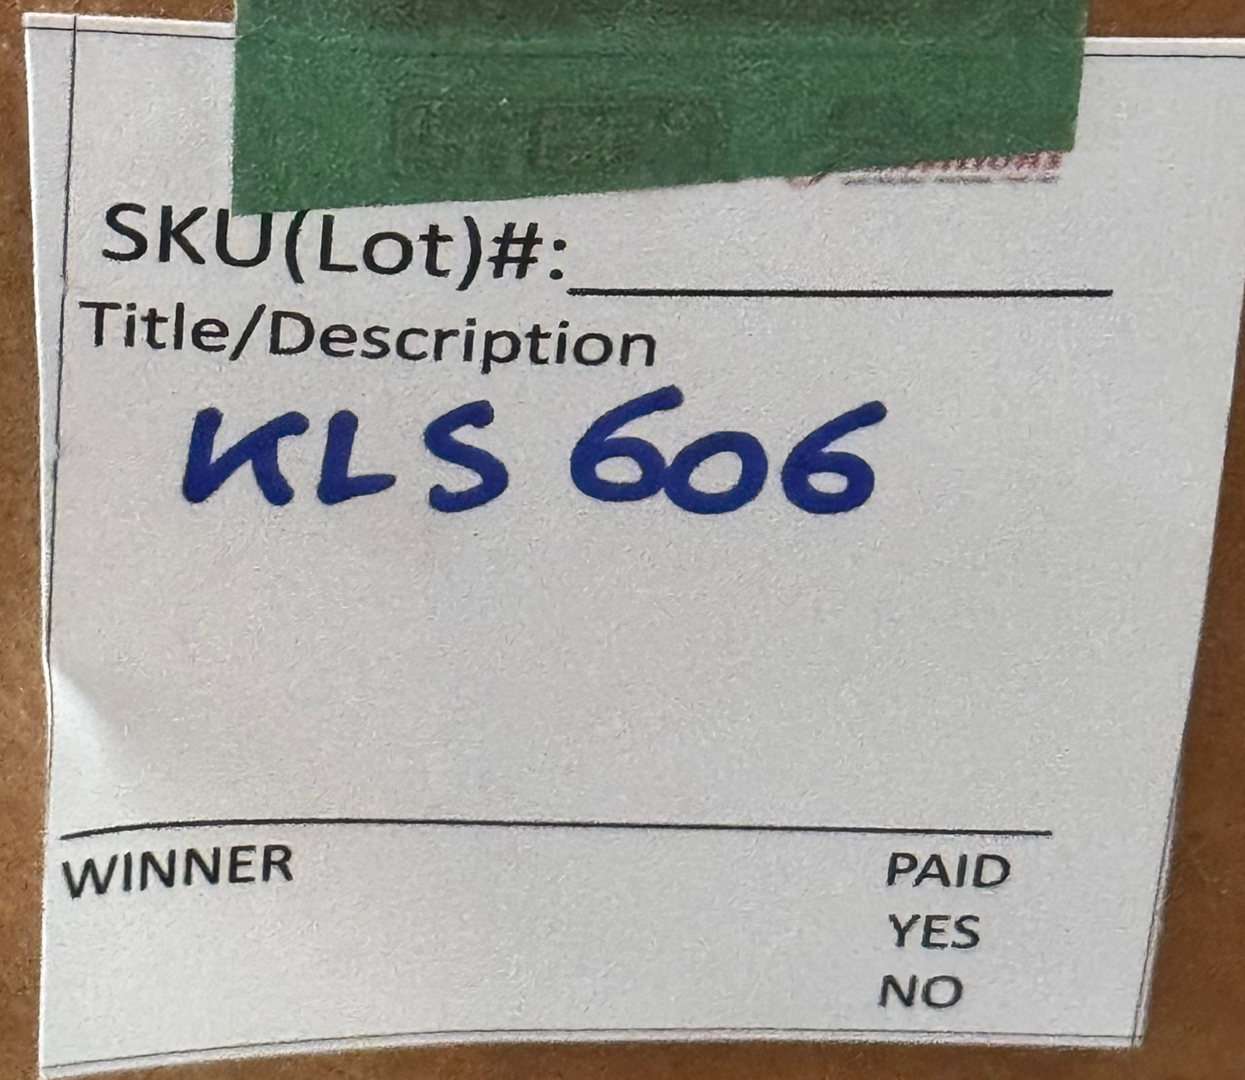 SKU(Lot)#:
Title/Description
KLS 606
WINNER
PAID
YES
NO